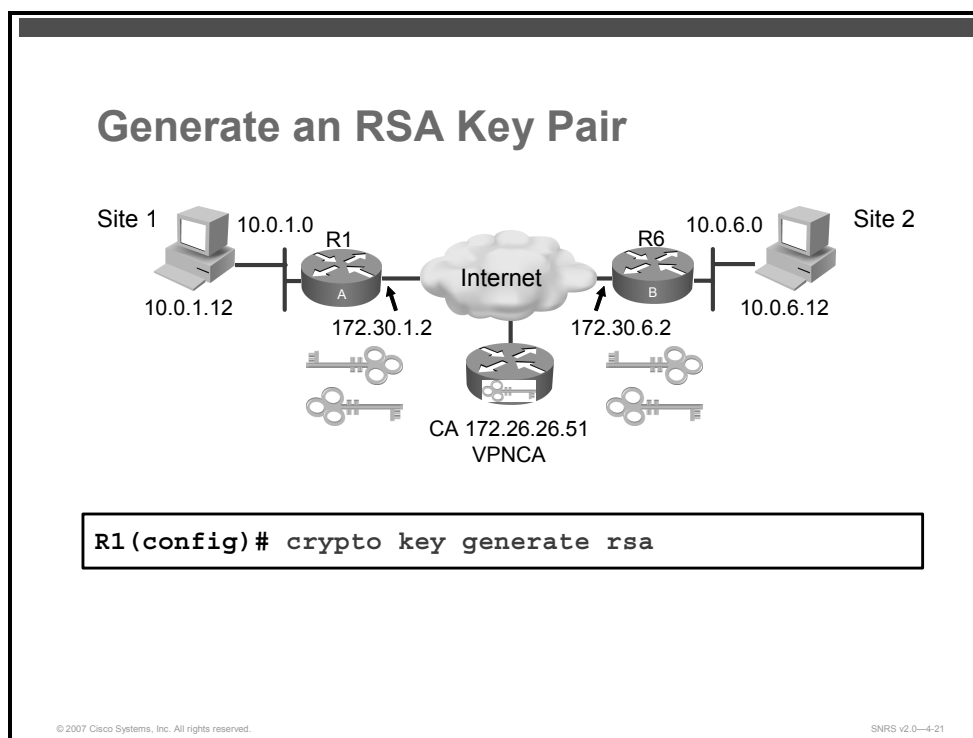 Generate an RSA Key Pair
Site 1
10.0.1.0
R1
A
10.0.1.12
172.30.1.2
Internet
R6
B
10.0.6.0
Site 2
172.30.6.2
10.0.6.12
CA 172.26.26.51
VPNCA
R1(config)# crypto key generate rsa
© 2007 Cisco Systems, Inc. All rights reserved.
SNRS v2.0—4-21